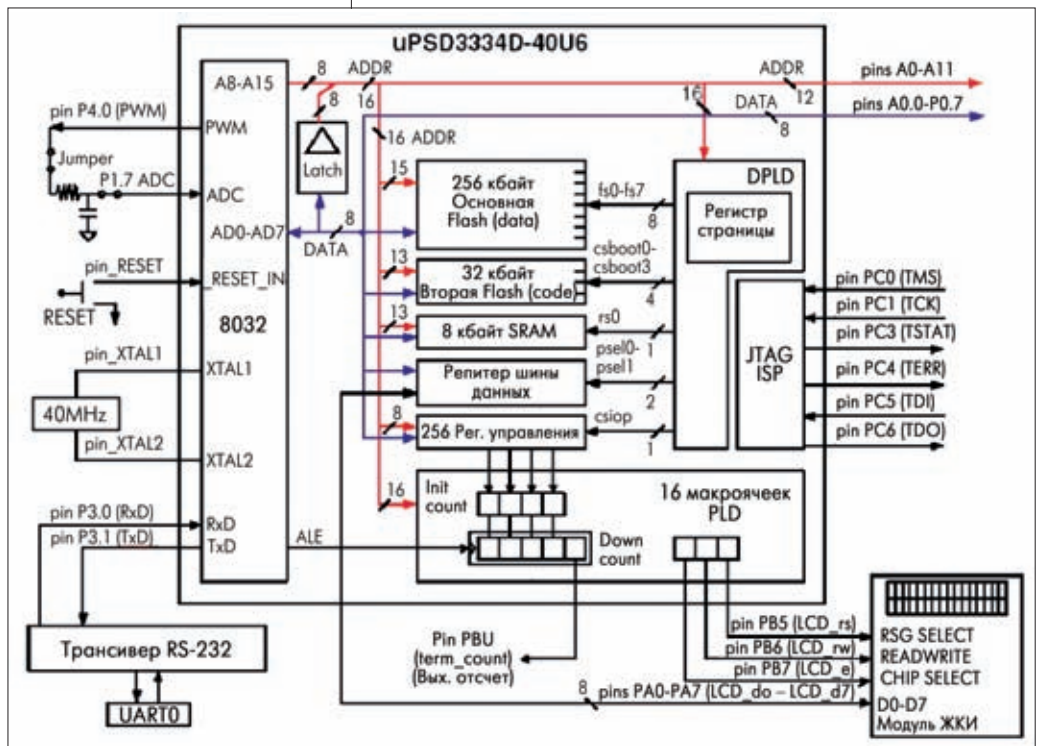 uPSD3334D-40U6
A8-A15
8
ADDR
16
8
16 ADDR
16
ADDR
12
pins A0-A11
DATA
8
pins A0.0-P0.7
pin P4.0 (PWM)
PWM
Jumper
P1.7 ADC
ADC
Latch
AD0-AD7
DATA
8
15
256 кбайт
Основная
Flash (data)
fs0-fs7
8
DPLD
Регистр
страницы
pin_RESET
_RESET_IN
RESET
8032
13
32 кбайт
Вторая Flash (code)
csboot0-
csboot3
4
13
8 кбайт SRAM
rs0
1
psel0-
psel1
Репитер шины
данных
2
8
256 Рег. управления
csiop
1
JTAG
ISP
pin PC0 (TMS)
pin PC1 (TCK)
pin PC3 (TSTAT)
pin PC4 (TERR)
pin PC5 (TDI)
pin PC6 (TDO)
pin_XTAL1
XTAL1
40MHz
pin_XTAL2
XTAL2
16
Init
count
16 макроячеек
PLD
pin P3.0 (RxD)
RxD
pin P3.1 (TxD)
TxD
ALE
Down
count
Трансивер RS-232
UART0
Pin PBU
(term_count)
(Вых. отсчет)
pin PB5 (LCD_rs)
pin PB6 (LCD_rw)
pin PB7 (LCD_e)
8
pins PA0-PA7 (LCD_do – LCD_d7)
RSG SELECT
READWRITE
CHIP SELECT
D0-D7
Модуль ЖКИ